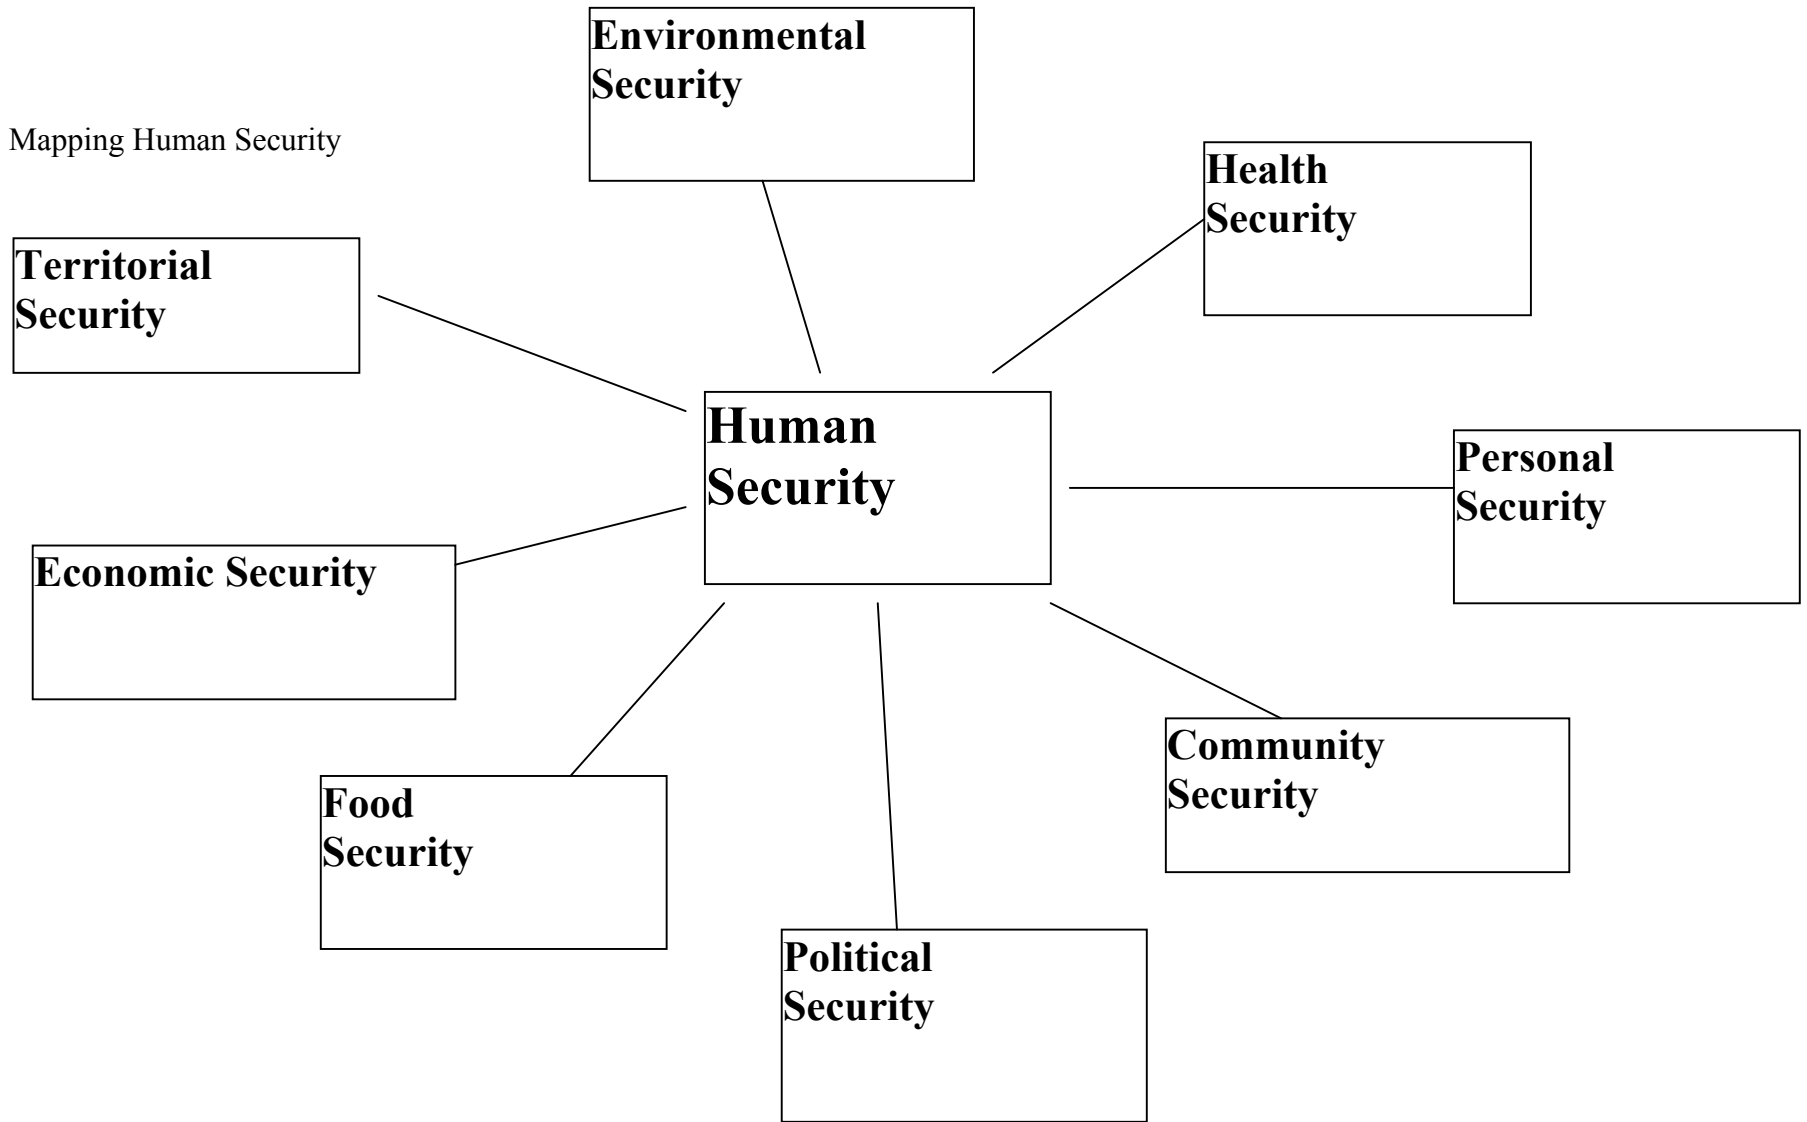 Environmental
Security
Mapping Human Security
Health
Security
Territorial
Security
Human
Security
Personal
Security
Economic Security
Community
Security
Food
Security
Political
Security